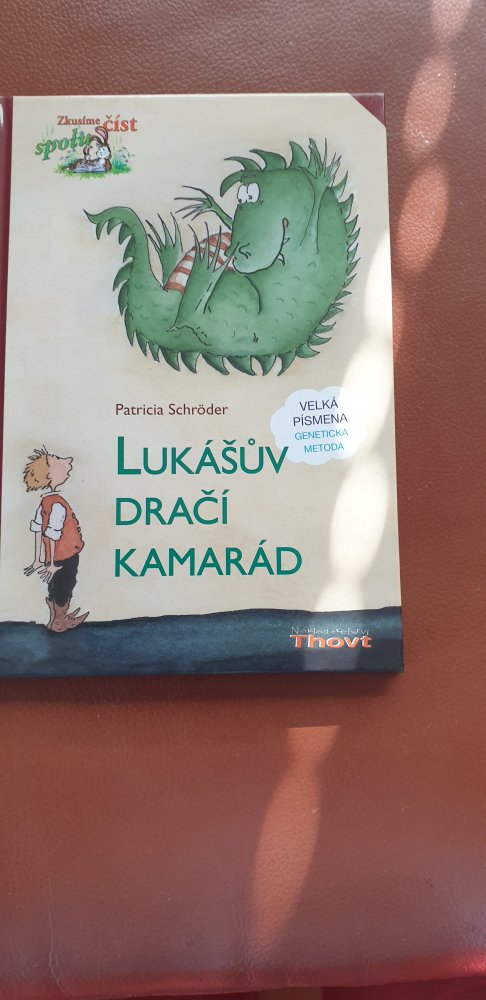 Zkusíme
spolu číst
Patricia Schröder
VELKÁ
PÍSMENA
GENETICKÁ
METODA
LUKÁŠŮV
DRAČÍ
KAMARÁD
Nakladatelství
Thovt